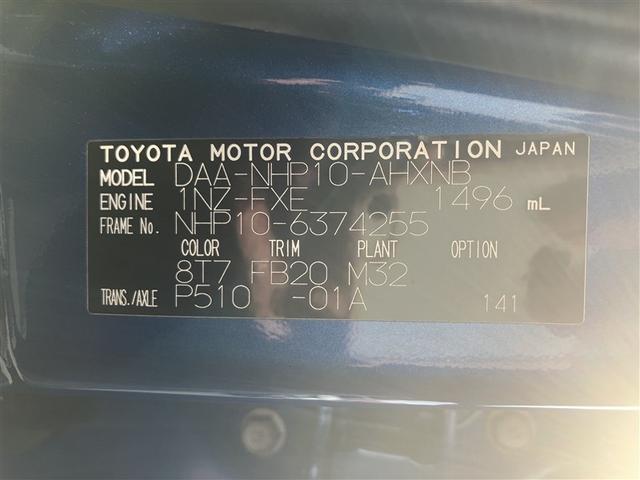 TOYOTA MOTOR CORPORATION JAPAN
MODEL DAA-NHP10-AHXNB
ENGINE 1NZ-FXE 1496 mL
FRAME No. NHP10-6374255
COLOR TRIM PLANT OPTION
8T7 FB20 M32
TRANS./AXLE P510 -01A 141